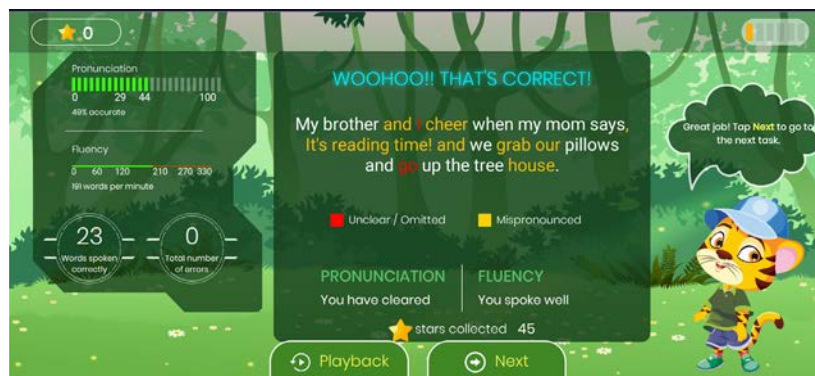 0
Pronunciation
0 29 44 100
49% accurate
Fluency
0 60 120 210 270 330
191 words per minute
23
Words spoken
correctly
0
Total number
of errors
WOOHOO!! THAT'S CORRECT!
My brother and I cheer when my mom says,
It's reading time! and we grab our pillows
and go up the tree house.
Unclear / Omitted
Mispronounced
PRONUNCIATION
You have cleared
FLUENCY
You spoke well
stars collected 45
Playback
Next
Great job! Tap Next to go to
the next task.